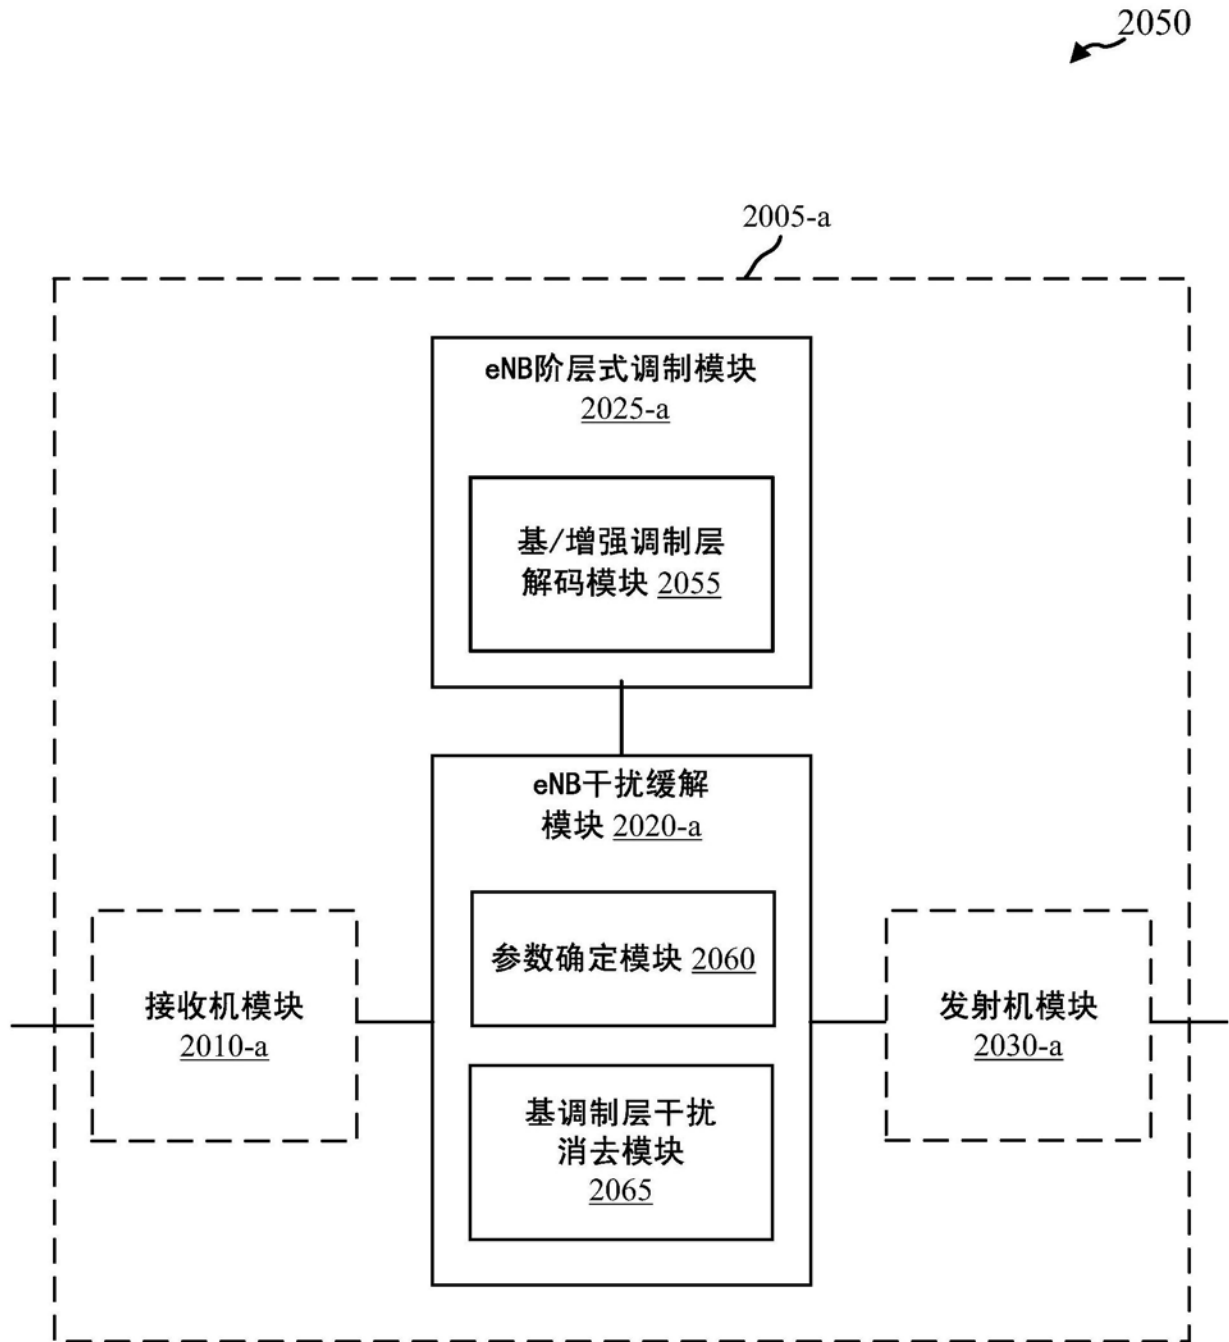 2050
2005-a
eNB阶层式调制模块
2025-a
基/增强调制层
解码模块 2055
eNB干扰缓解
模块 2020-a
参数确定模块 2060
接收机模块
2010-a
发射机模块
2030-a
基调制层干扰
消去模块
2065